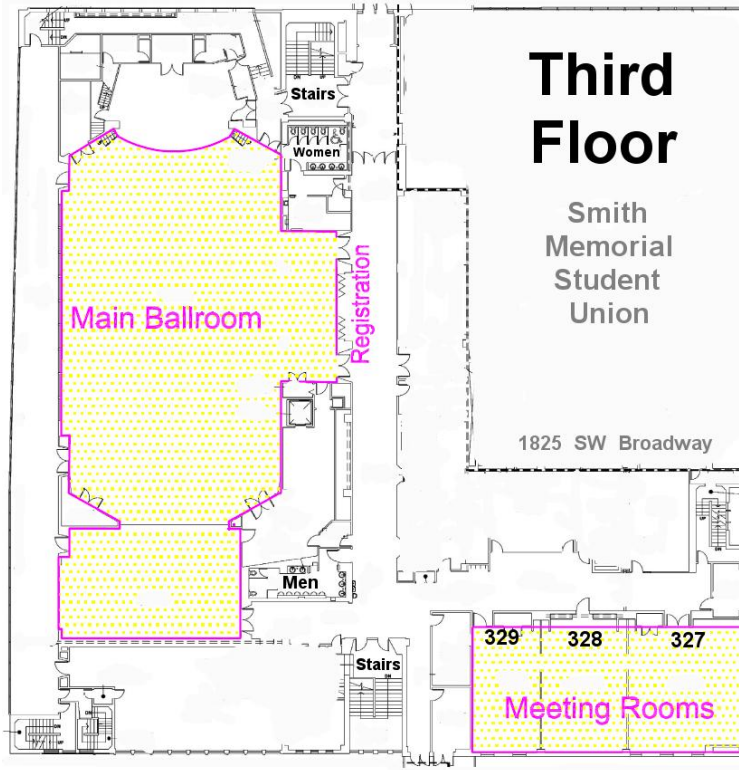 Third
Floor
Smith
Memorial
Student
Union
1825 SW Broadway
Stairs
Women
Registration
Main Ballroom
Men
Stairs
329 328 327
Meeting Rooms